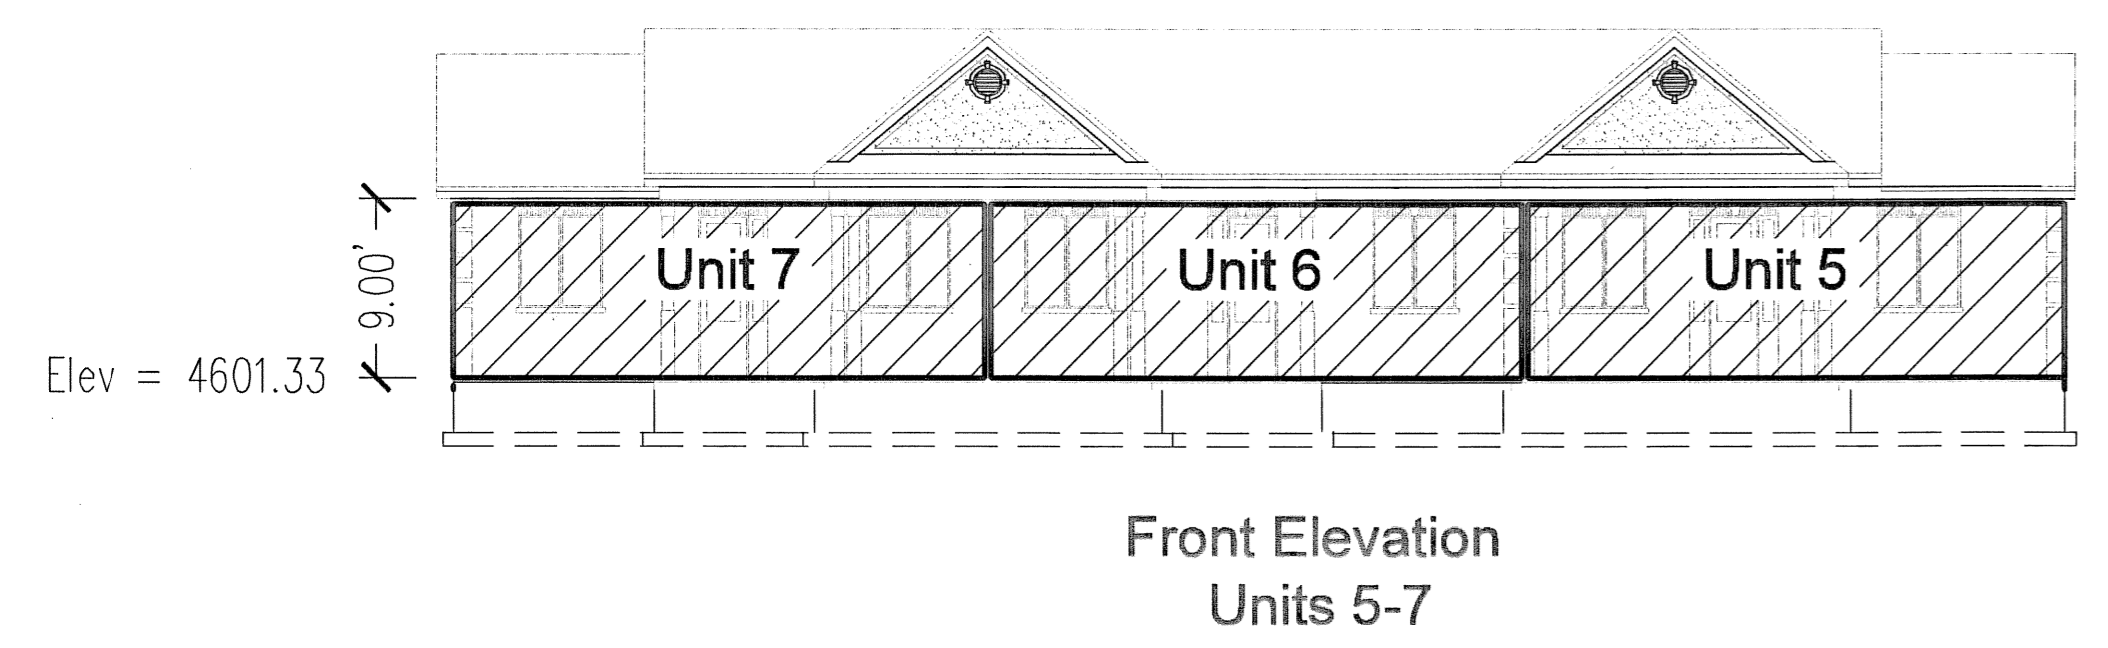 Unit 7
Unit 6
Unit 5
9.00'
Elev = 4601.33
Front Elevation
Units 5-7